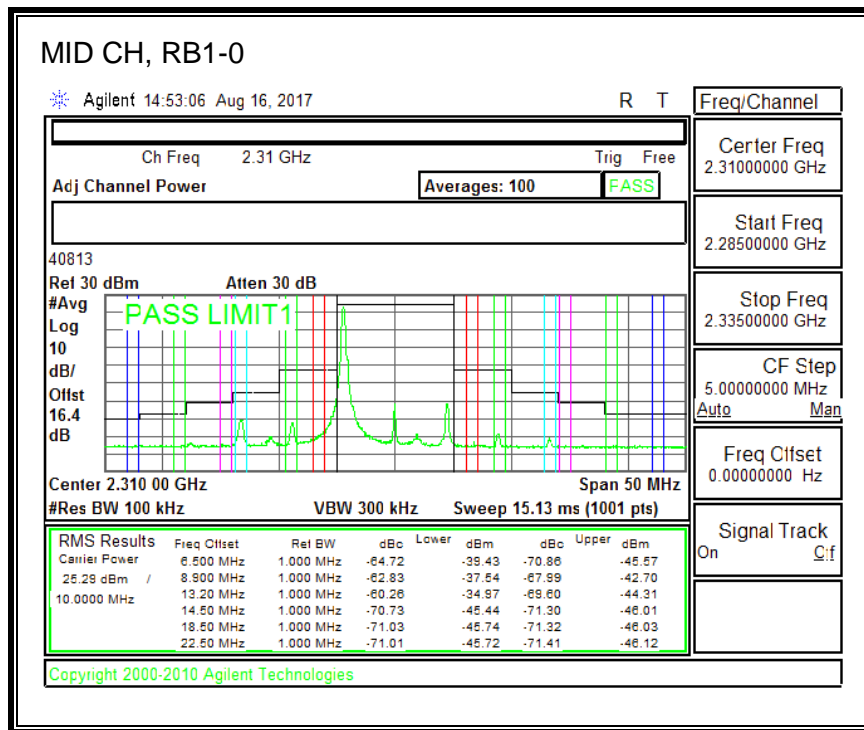 MID CH, RB1-0
Agilent 14:53:06 Aug 16, 2017 R T
Freq/Channel
Ch Freq 2.31 GHz Trig Free
Adj Channel Power Averages: 100 PASS
Center Freq
2.31000000 GHz
Start Freq
2.28500000 GHz
Stop Freq
2.33500000 GHz
CF Step
5.00000000 MHz
Auto Man
Freq Offset
0.00000000 Hz
Signal Track
On Off
40813
Ref 30 dBm Atten 30 dB
#Avg
Log
10
dB/
Offst
16.4
dB
PASS LIMIT1
Center 2.310 00 GHz Span 50 MHz
#Res BW 100 kHz VBW 300 kHz Sweep 15.13 ms (1001 pts)
RMS Results Freq Offset Ref BW dBc Lower dBm dBc Upper dBm
Carrier Power 6.500 MHz 1.000 MHz -64.72 -39.43 -70.86 -45.57
25.29 dBm / 8.900 MHz 1.000 MHz -62.83 -37.54 -67.99 -42.70
10.0000 MHz 13.20 MHz 1.000 MHz -60.26 -34.97 -69.60 -44.31
14.50 MHz 1.000 MHz -70.73 -45.44 -71.30 -46.01
18.50 MHz 1.000 MHz -71.03 -45.74 -71.32 -46.03
22.50 MHz 1.000 MHz -71.01 -45.72 -71.41 -46.12
Copyright 2000-2010 Agilent Technologies